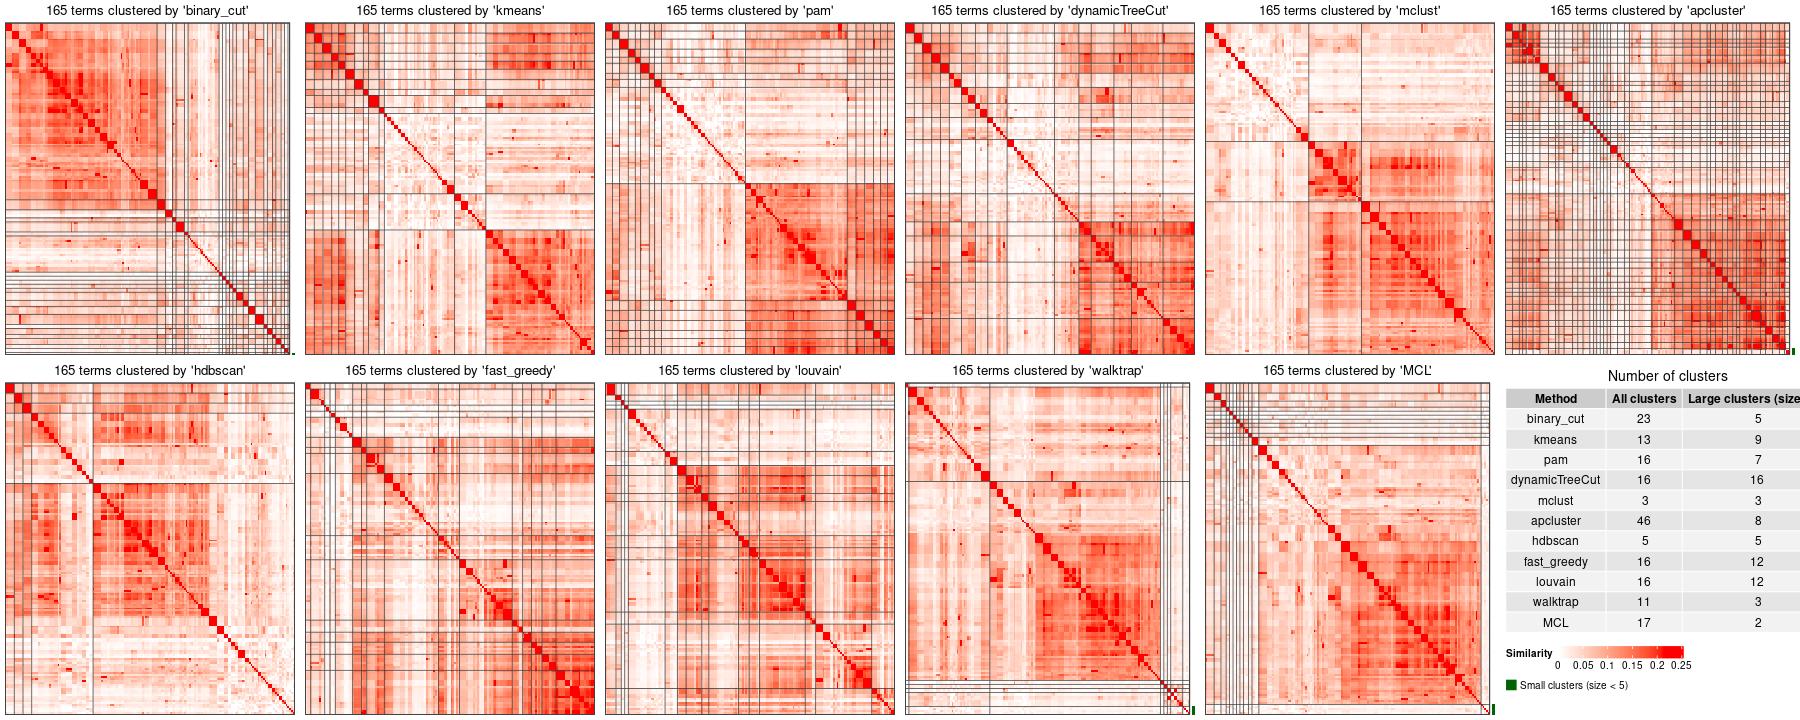 165 terms clustered by 'binary_cut'
165 terms clustered by 'kmeans'
165 terms clustered by 'pam'
165 terms clustered by 'dynamicTreeCut'
165 terms clustered by 'mclust'
165 terms clustered by 'apcluster'
165 terms clustered by 'hdbscan'
165 terms clustered by 'fast_greedy'
165 terms clustered by 'louvain'
165 terms clustered by 'walktrap'
165 terms clustered by 'MCL'
Number of clusters
Method All clusters Large clusters (size
binary_cut 23 5
kmeans 13 9
pam 16 7
dynamicTreeCut 16 16
mclust 3 3
apcluster 46 8
hdbscan 5 5
fast_greedy 16 12
louvain 16 12
walktrap 11 3
MCL 17 2
Similarity
0 0.05 0.1 0.15 0.2 0.25
Small clusters (size < 5)